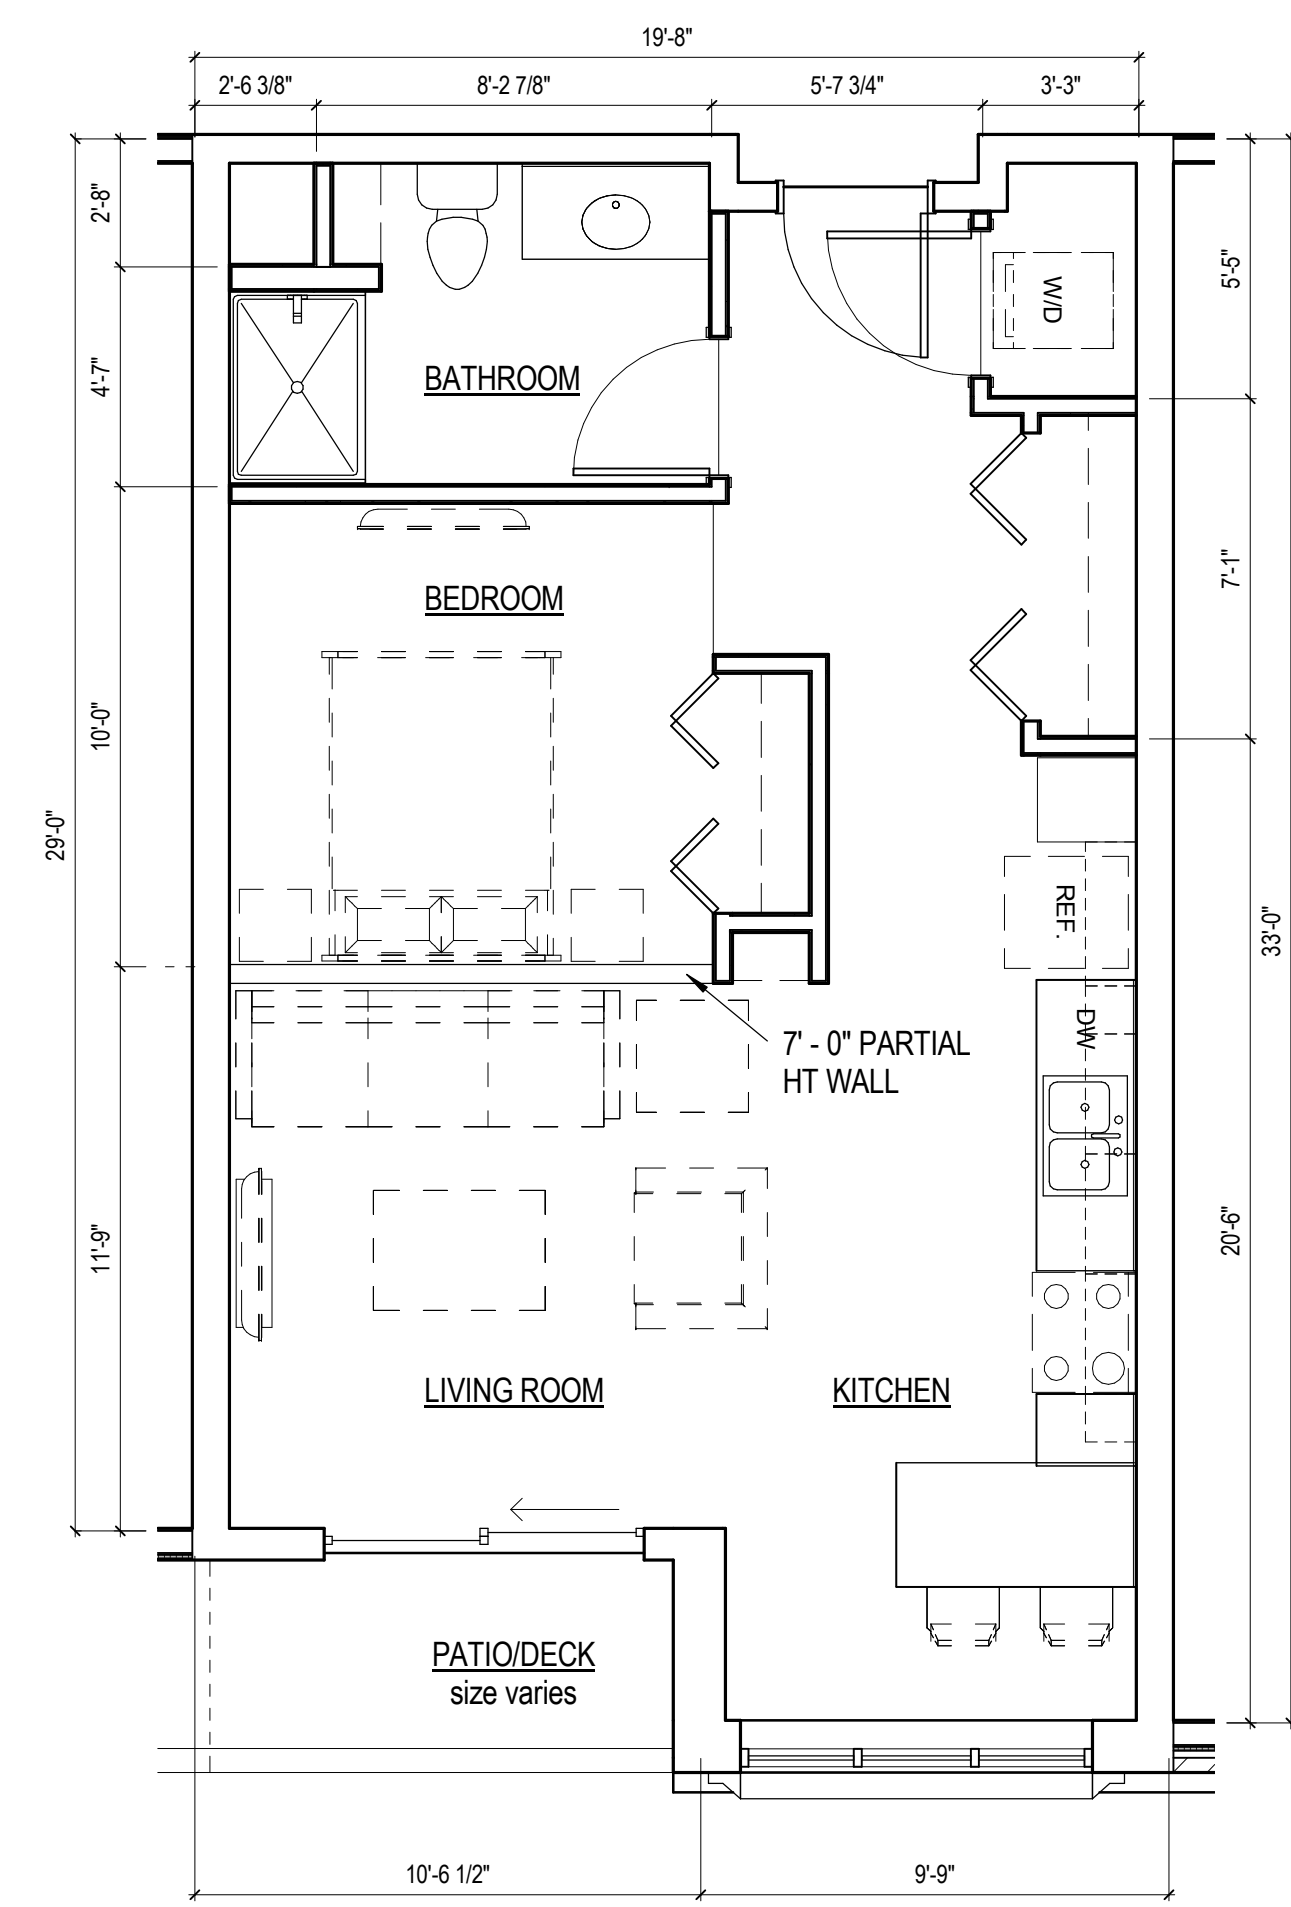 19'-8"
2'-6 3/8"
8'-2 7/8"
5'-7 3/4"
3'-3"
2'-8"
4'-7"
10'-0"
11'-9"
29'-0"
5'-5"
7'-1"
20'-6"
33'-0"
W/D
BATHROOM
BEDROOM
REF.
DW
7' - 0" PARTIAL
HT WALL
LIVING ROOM
KITCHEN
PATIO/DECK
size varies
10'-6 1/2"
9'-9"